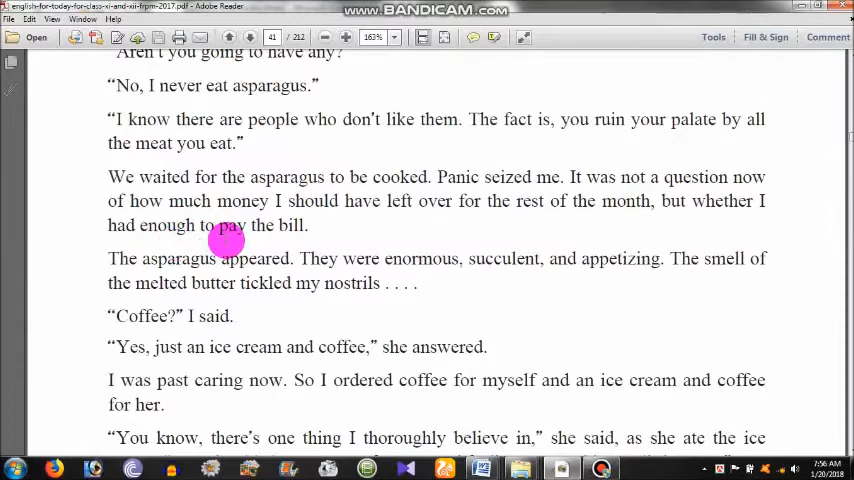 english-for-today-for-class-xi-and-xii-frpm-2017.pdf - Adobe Reader
WWW.BANDICAM.COM
File Edit View Window Help
Open 41 / 212 163% Tools Fill & Sign Comment
"Aren't you going to have any?"
"No, I never eat asparagus."
"I know there are people who don't like them. The fact is, you ruin your palate by all
the meat you eat."
We waited for the asparagus to be cooked. Panic seized me. It was not a question now
of how much money I should have left over for the rest of the month, but whether I
had enough to pay the bill.
The asparagus appeared. They were enormous, succulent, and appetizing. The smell of
the melted butter tickled my nostrils . . . .
"Coffee?" I said.
"Yes, just an ice cream and coffee," she answered.
I was past caring now. So I ordered coffee for myself and an ice cream and coffee
for her.
"You know, there's one thing I thoroughly believe in," she said, as she ate the ice
7:56 AM
1/20/2018